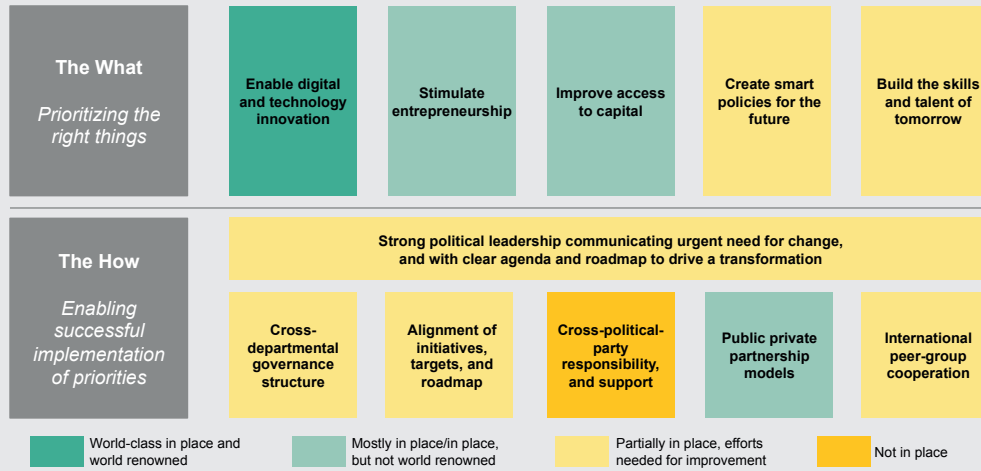 The What
Prioritizing the
right things
Enable digital
and technology
innovation
Stimulate
entrepreneurship
Improve access
to capital
Create smart
policies for the
future
Build the skills
and talent of
tomorrow
The How
Enabling
successful
implementation
of priorities
Strong political leadership communicating urgent need for change,
and with clear agenda and roadmap to drive a transformation
Cross-
departmental
governance
structure
Alignment of
initiatives,
targets, and
roadmap
Cross-political-
party
responsibility,
and support
Public private
partnership
models
International
peer-group
cooperation
World-class in place and
world renowned
Mostly in place/in place,
but not world renowned
Partially in place, efforts
needed for improvement
Not in place